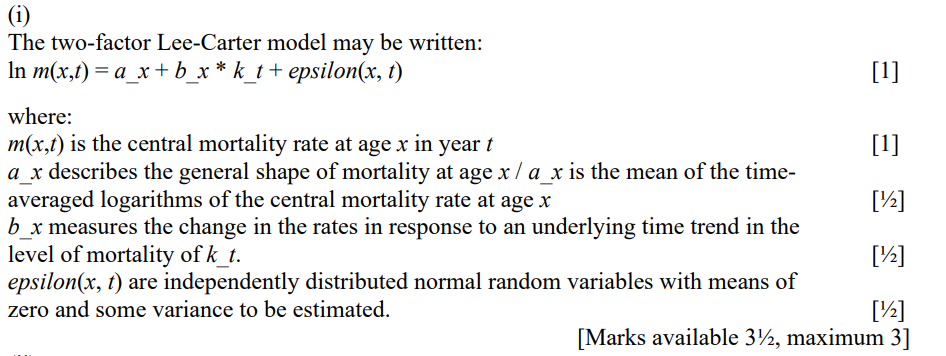 (i)
The two-factor Lee-Carter model may be written:
ln m(x,t) = a_x + b_x * k_t + epsilon(x, t) [1]
where:
m(x,t) is the central mortality rate at age x in year t [1]
a_x describes the general shape of mortality at age x / a_x is the mean of the time-
averaged logarithms of the central mortality rate at age x [½]
b_x measures the change in the rates in response to an underlying time trend in the
level of mortality of k_t. [½]
epsilon(x, t) are independently distributed normal random variables with means of
zero and some variance to be estimated. [½]
[Marks available 3½, maximum 3]